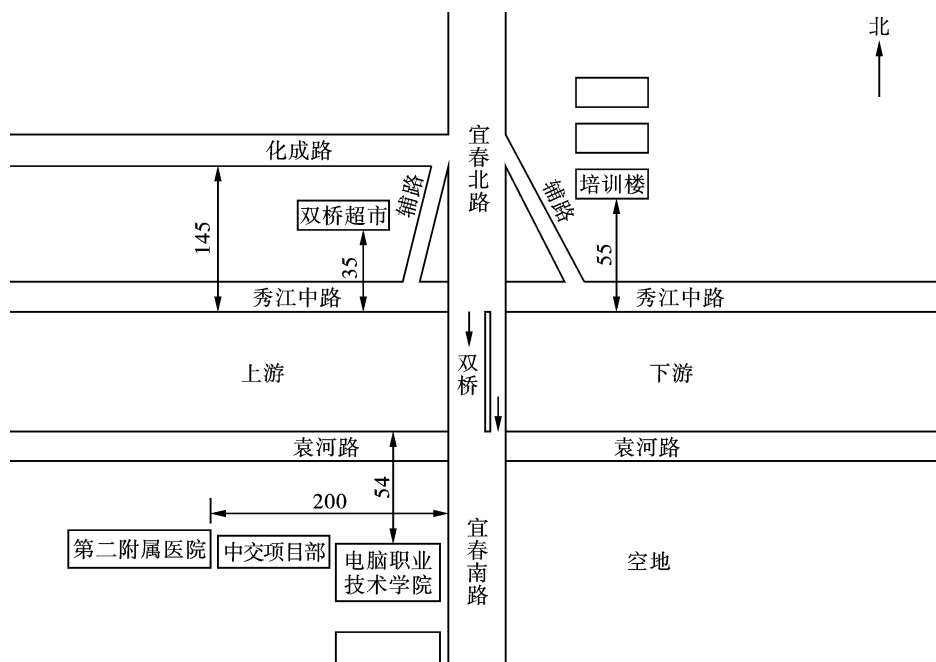 北
宜春北路
化成路
培训楼
辅路
辅路
双桥超市
145
35
55
秀江中路
秀江中路
双桥
上游
下游
袁河路
袁河路
54
200
宜春南路
第二附属医院
中交项目部
电脑职业
技术学院
空地